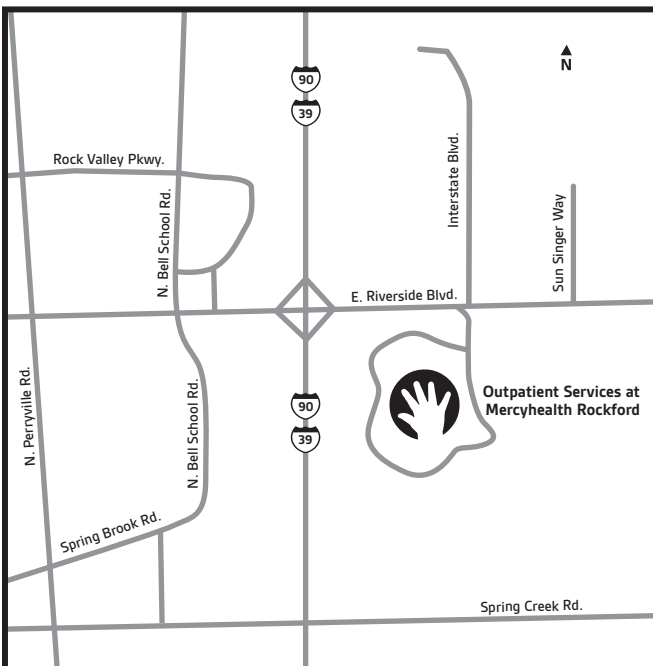 N
90
39
Rock Valley Pkwy.
N. Bell School Rd.
Interstate Blvd.
Sun Singer Way
E. Riverside Blvd.
N. Perryville Rd.
N. Bell School Rd.
90
39
Outpatient Services at
Mercyhealth Rockford
Spring Brook Rd.
Spring Creek Rd.